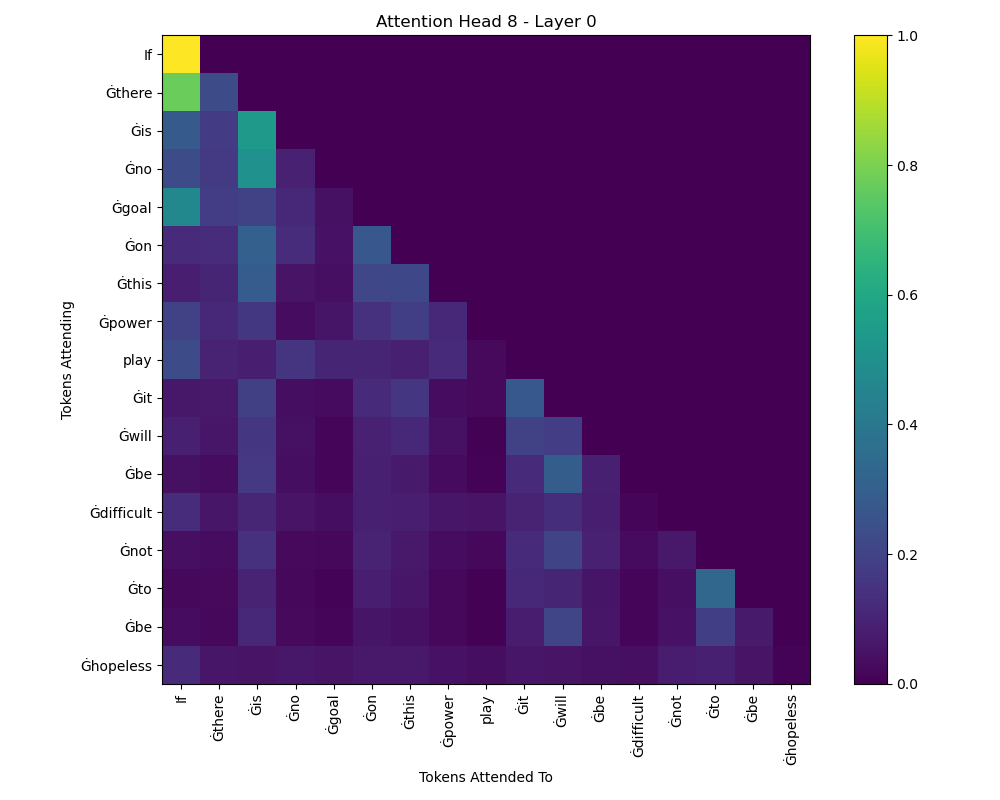 Attention Head 8 - Layer 0
Tokens Attending
If
Ġthere
Ġis
Ġno
Ġgoal
Ġon
Ġthis
Ġpower
play
Ġit
Ġwill
Ġbe
Ġdifficult
Ġnot
Ġto
Ġbe
Ġhopeless
If
Ġthere
Ġis
Ġno
Ġgoal
Ġon
Ġthis
Ġpower
play
Ġit
Ġwill
Ġbe
Ġdifficult
Ġnot
Ġto
Ġbe
Ġhopeless
Tokens Attended To
1.0
0.8
0.6
0.4
0.2
0.0